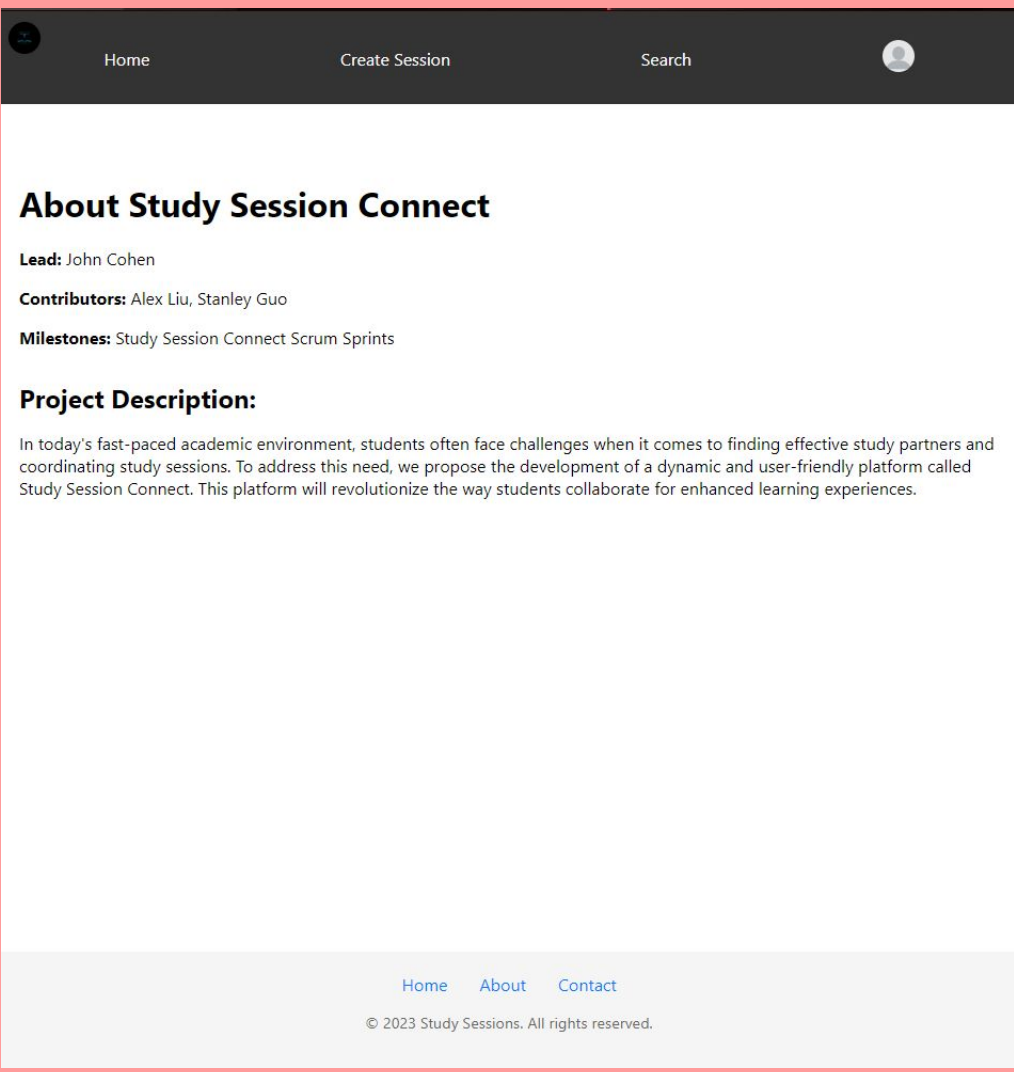 Home Create Session Search
About Study Session Connect
Lead: John Cohen
Contributors: Alex Liu, Stanley Guo
Milestones: Study Session Connect Scrum Sprints
Project Description:
In today's fast-paced academic environment, students often face challenges when it comes to finding effective study partners and
coordinating study sessions. To address this need, we propose the development of a dynamic and user-friendly platform called
Study Session Connect. This platform will revolutionize the way students collaborate for enhanced learning experiences.
Home About Contact
© 2023 Study Sessions. All rights reserved.